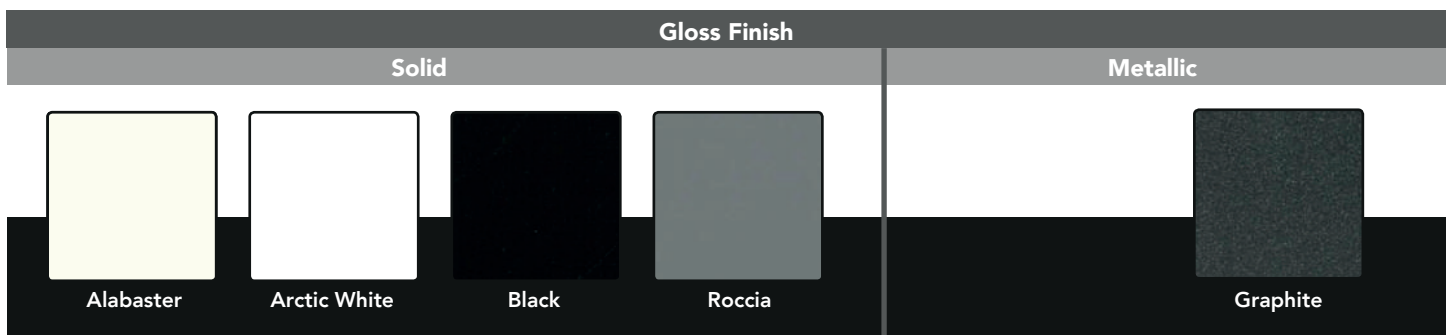 Gloss Finish
Solid
Metallic
Alabaster
Arctic White
Black
Roccia
Graphite